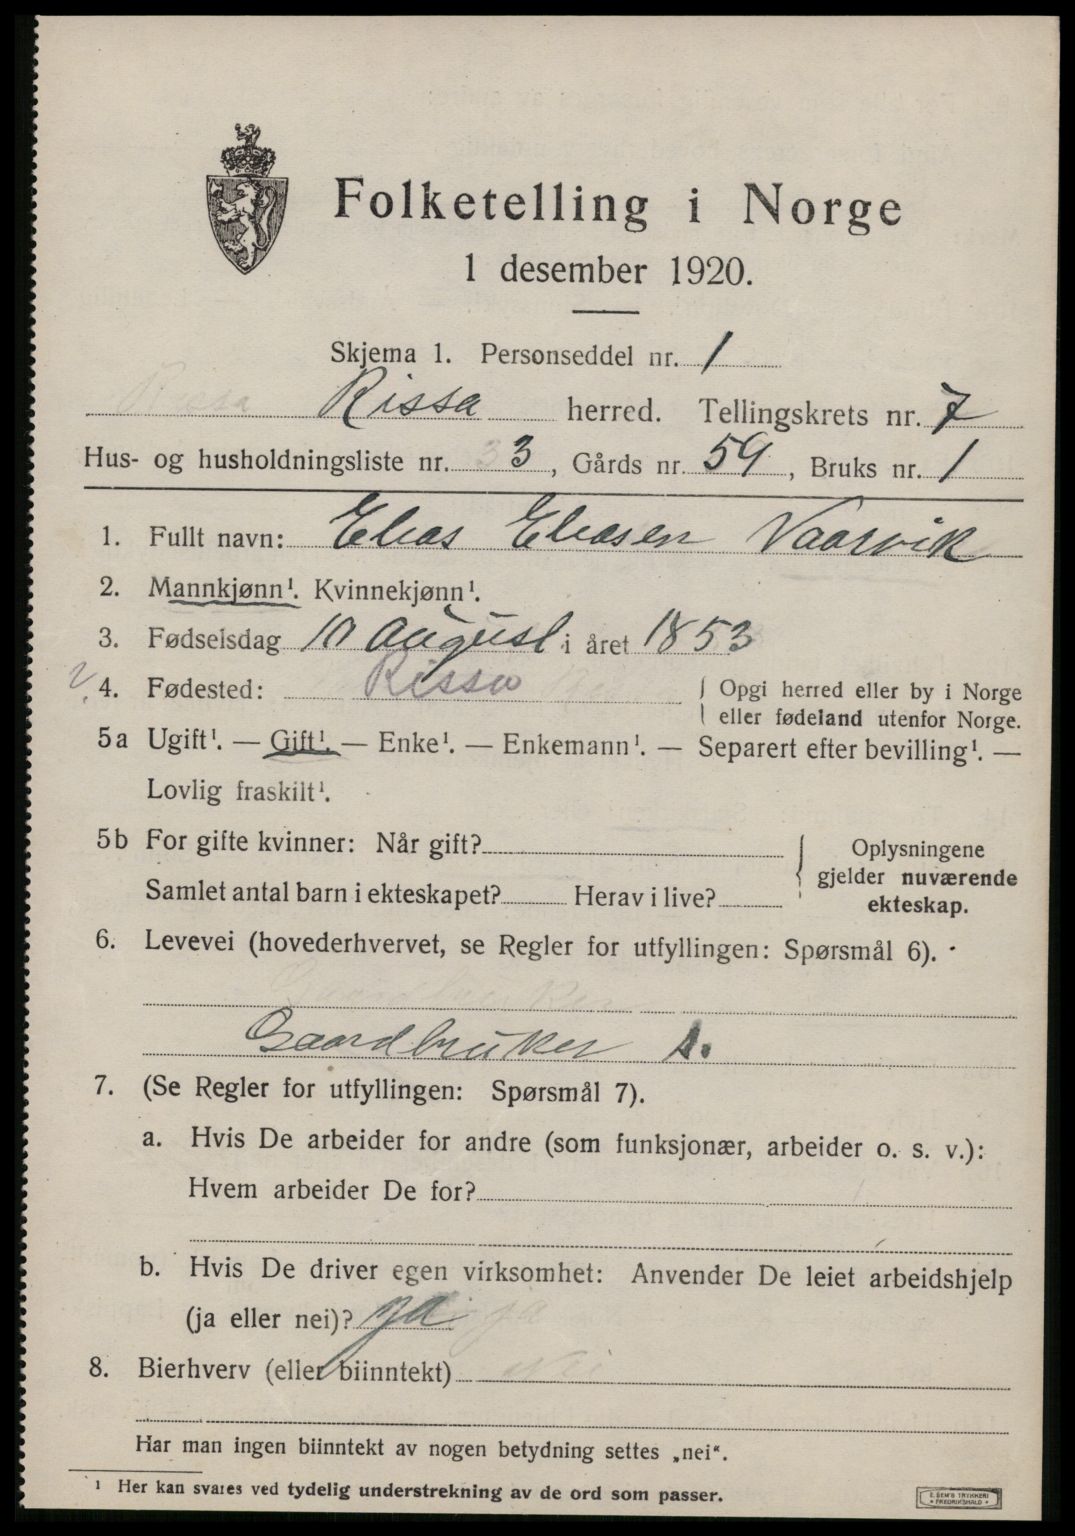 Folketelling i Norge
1 desember 1920.
Skjema 1. Personseddel nr. 1
Rissa herred. Tellingskrets nr. 7
Hus- og husholdningsliste nr. 3, Gårds nr. 59, Bruks nr. 1
1. Fullt navn: Elias Eliasen Vaarvik
2. Mannkjønn¹. Kvinnekjønn¹.
3. Fødselsdag 10 August i året 1853
4. Fødested: Rissa
Opgi herred eller by i Norge
eller fødeland utenfor Norge.
5a Ugift¹. — Gift¹. — Enke¹. — Enkemann¹. — Separert efter bevilling¹. —
Lovlig fraskilt¹.
5b For gifte kvinner: Når gift?
Samlet antal barn i ekteskapet? Herav i live?
Oplysningene
gjelder nuværende
ekteskap.
6. Levevei (hovederhvervet, se Regler for utfyllingen: Spørsmål 6).
Gaardbruker
Gaardbruker s.
7. (Se Regler for utfyllingen: Spørsmål 7).
a. Hvis De arbeider for andre (som funksjonær, arbeider o. s. v.):
Hvem arbeider De for?
b. Hvis De driver egen virksomhet: Anvender De leiet arbeidshjelp
(ja eller nei)? ja ja
8. Bierhverv (eller biinntekt) Nei
Har man ingen biinntekt av nogen betydning settes „nei“.
¹ Her kan svares ved tydelig understrekning av de ord som passer.
E. SEM'S TRYKKERI
FREDRIKSHALD